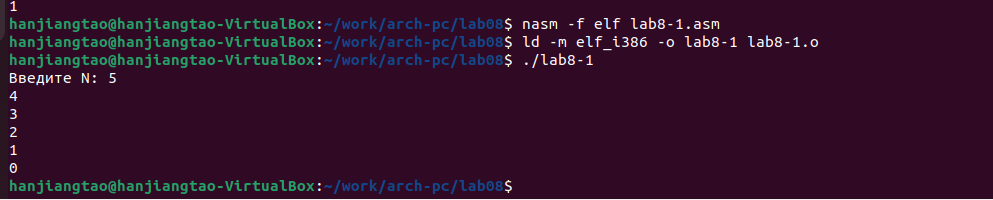 1
hanjiangtao@hanjiangtao-VirtualBox:~/work/arch-pc/lab08$ nasm -f elf lab8-1.asm
hanjiangtao@hanjiangtao-VirtualBox:~/work/arch-pc/lab08$ ld -m elf_i386 -o lab8-1 lab8-1.o
hanjiangtao@hanjiangtao-VirtualBox:~/work/arch-pc/lab08$ ./lab8-1
Введите N: 5
4
3
2
1
0
hanjiangtao@hanjiangtao-VirtualBox:~/work/arch-pc/lab08$